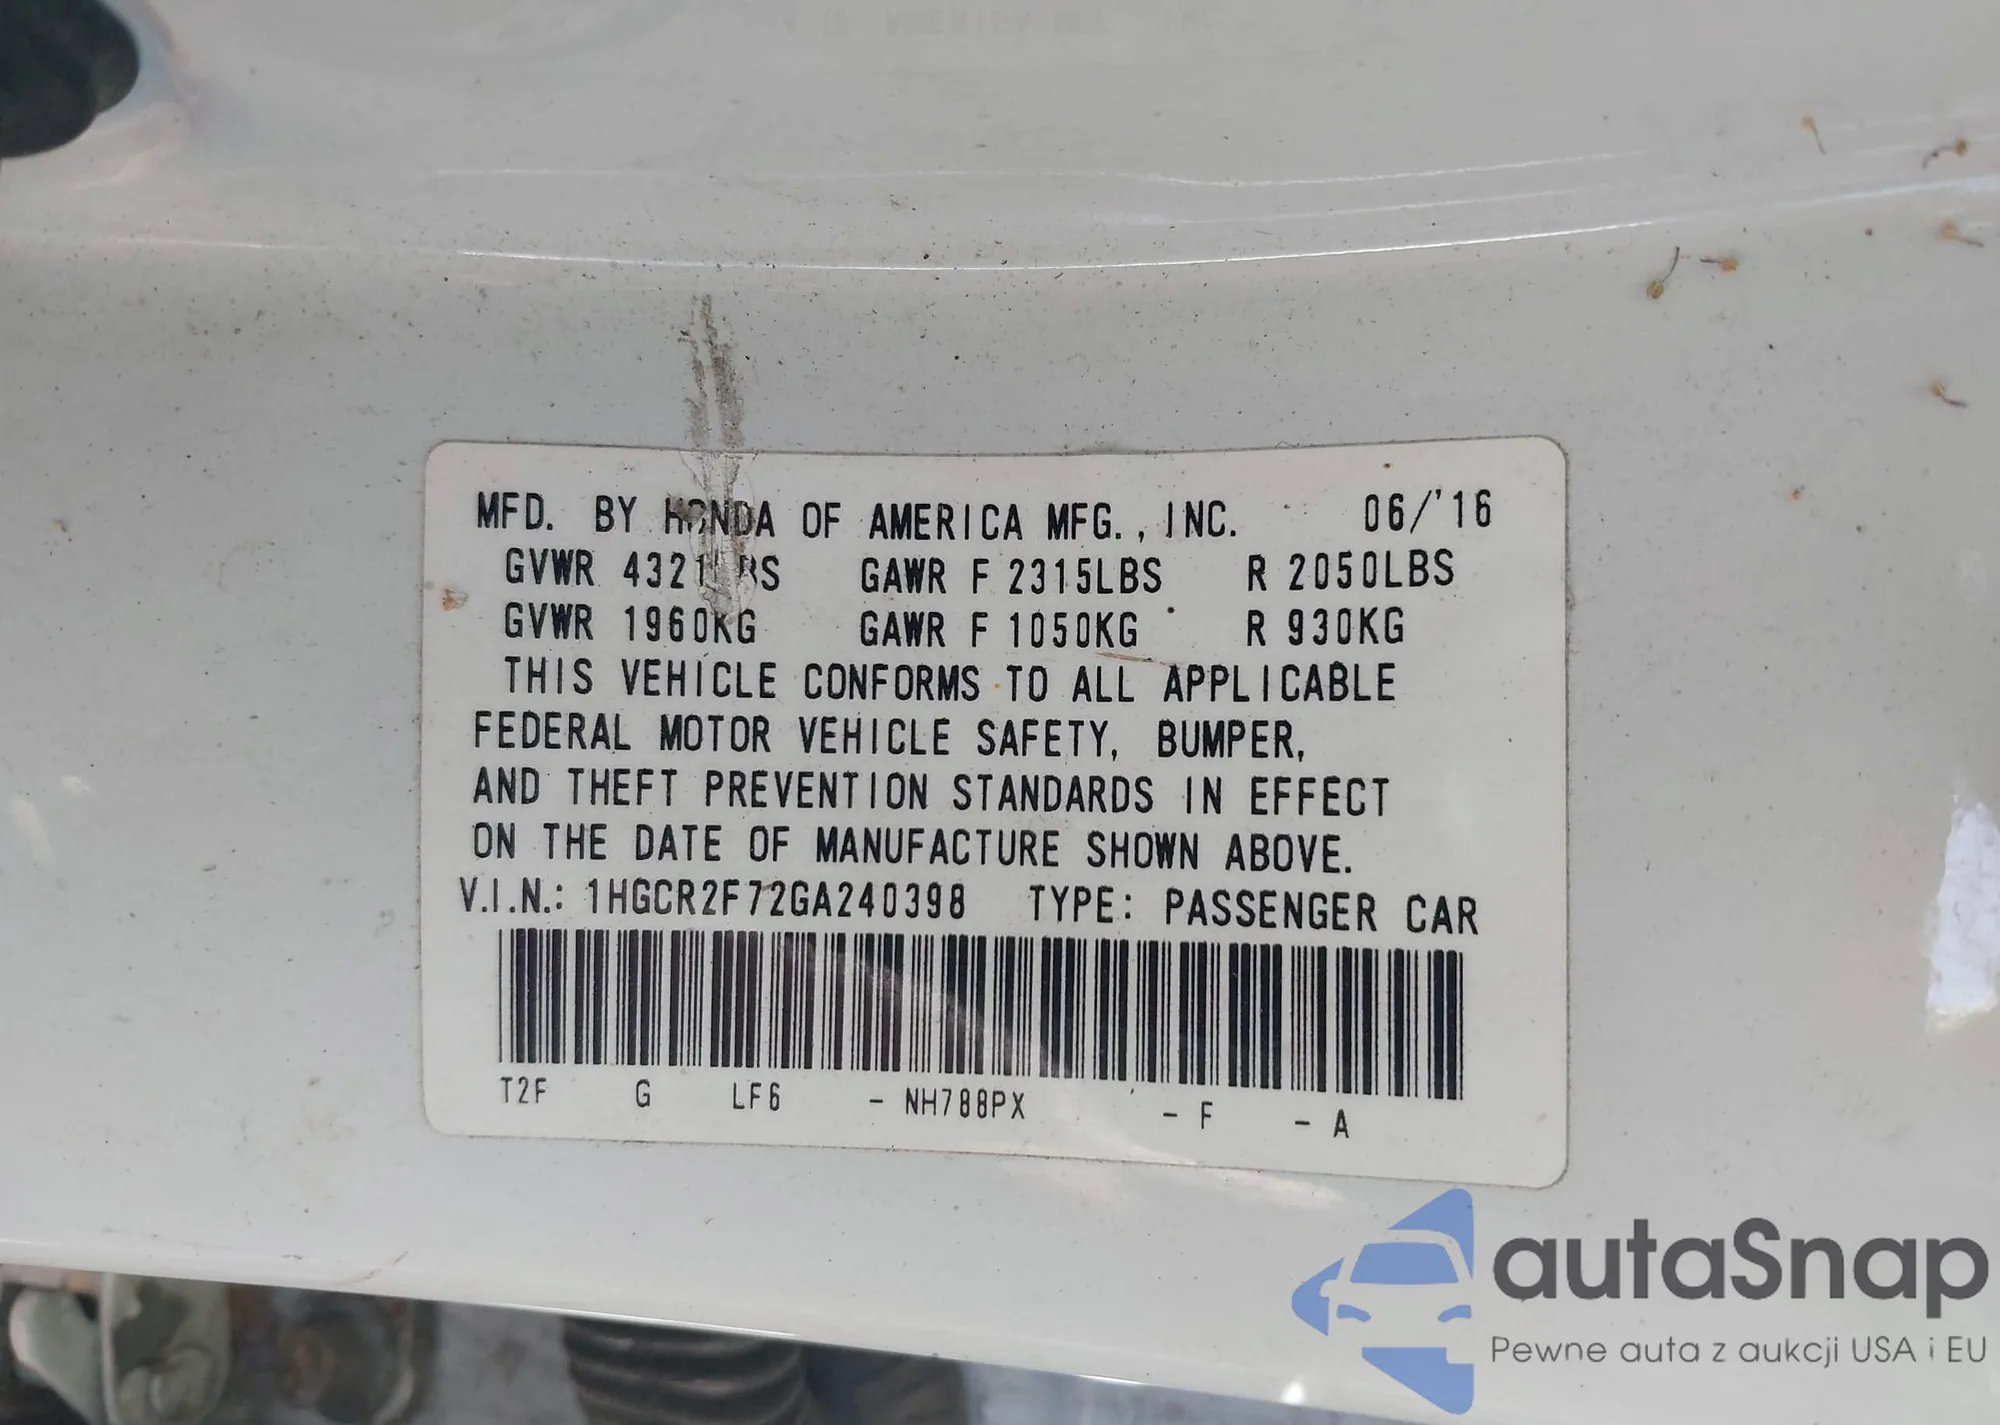 MFD. BY HONDA OF AMERICA MFG., INC. 06/'16
GVWR 4321LBS GAWR F 2315LBS R 2050LBS
GVWR 1960KG GAWR F 1050KG R 930KG
THIS VEHICLE CONFORMS TO ALL APPLICABLE
FEDERAL MOTOR VEHICLE SAFETY, BUMPER,
AND THEFT PREVENTION STANDARDS IN EFFECT
ON THE DATE OF MANUFACTURE SHOWN ABOVE.
V.I.N.: 1HGCR2F72GA240398 TYPE: PASSENGER CAR
T2F G LF6 - NH788PX - F - A
autaSnap
Pewne auta z aukcji USA i EU